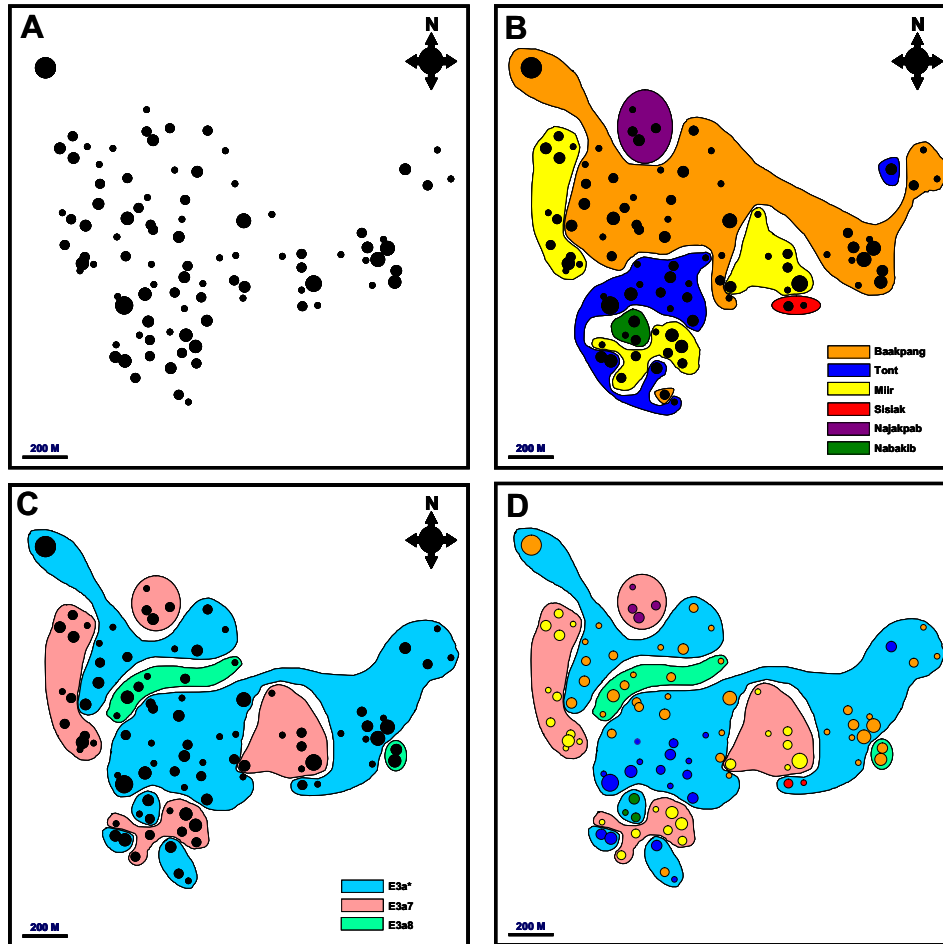 A
N
200 M
B
N
Baakpang
Tont
Miir
Sisiak
Najakpab
Nabakib
200 M
C
N
E3a*
E3a7
E3a8
200 M
D
200 M